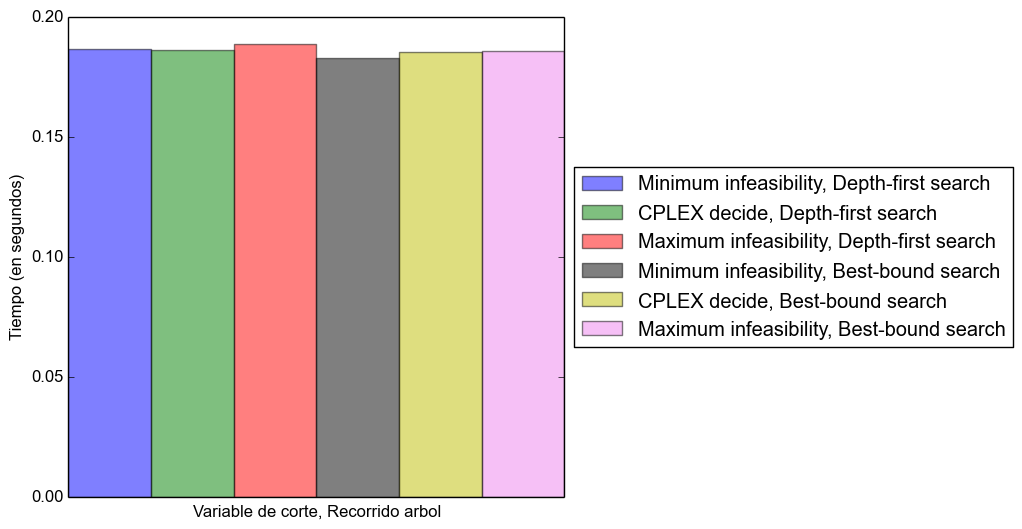 0.20
0.15
0.10
0.05
0.00
Tiempo (en segundos)
Variable de corte, Recorrido arbol
Minimum infeasibility, Depth-first search
CPLEX decide, Depth-first search
Maximum infeasibility, Depth-first search
Minimum infeasibility, Best-bound search
CPLEX decide, Best-bound search
Maximum infeasibility, Best-bound search